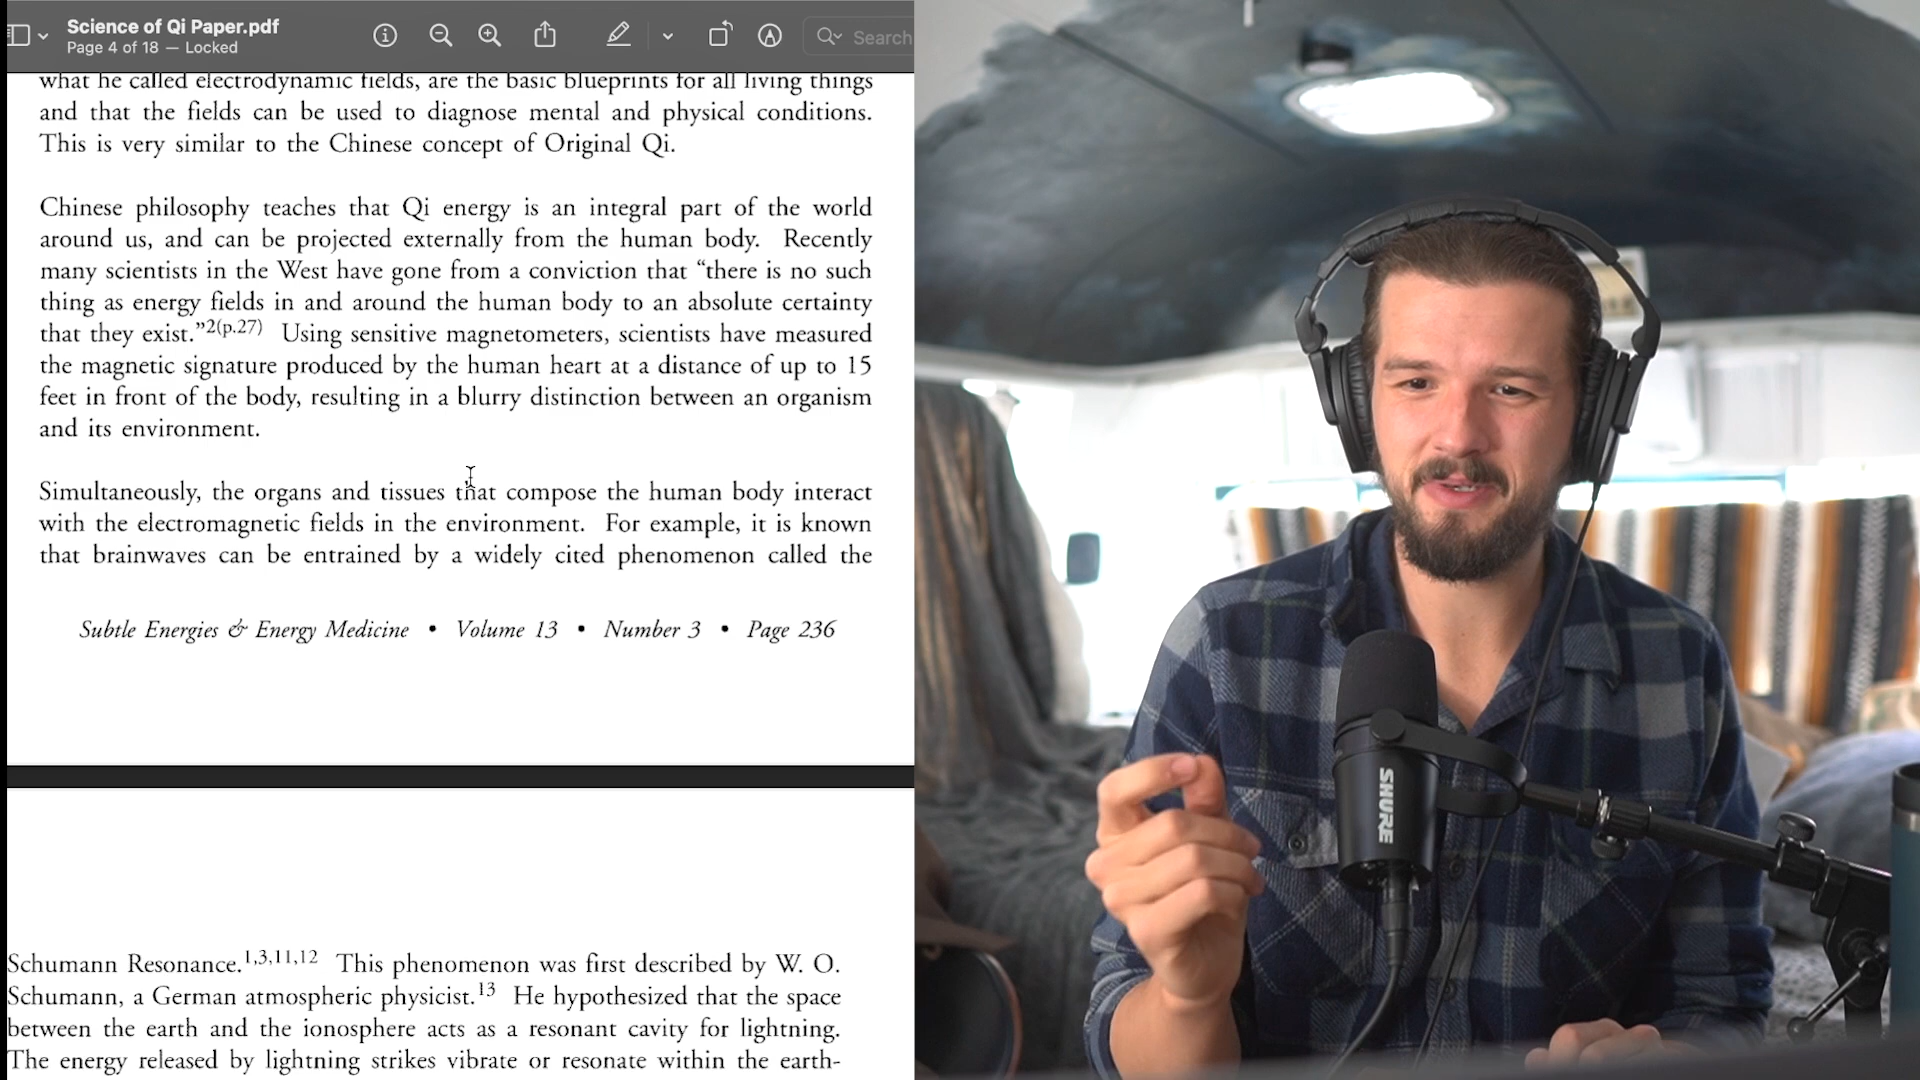 Science of Qi Paper.pdf
Page 4 of 18 — Locked
Search
what he called electrodynamic fields, are the basic blueprints for all living things
and that the fields can be used to diagnose mental and physical conditions.
This is very similar to the Chinese concept of Original Qi.
Chinese philosophy teaches that Qi energy is an integral part of the world
around us, and can be projected externally from the human body. Recently
many scientists in the West have gone from a conviction that “there is no such
thing as energy fields in and around the human body to an absolute certainty
that they exist.”2(p.27) Using sensitive magnetometers, scientists have measured
the magnetic signature produced by the human heart at a distance of up to 15
feet in front of the body, resulting in a blurry distinction between an organism
and its environment.
Simultaneously, the organs and tissues that compose the human body interact
with the electromagnetic fields in the environment. For example, it is known
that brainwaves can be entrained by a widely cited phenomenon called the
Subtle Energies & Energy Medicine • Volume 13 • Number 3 • Page 236
Schumann Resonance.1,3,11,12 This phenomenon was first described by W. O.
Schumann, a German atmospheric physicist.13 He hypothesized that the space
between the earth and the ionosphere acts as a resonant cavity for lightning.
The energy released by lightning strikes vibrate or resonate within the earth-
SHURE